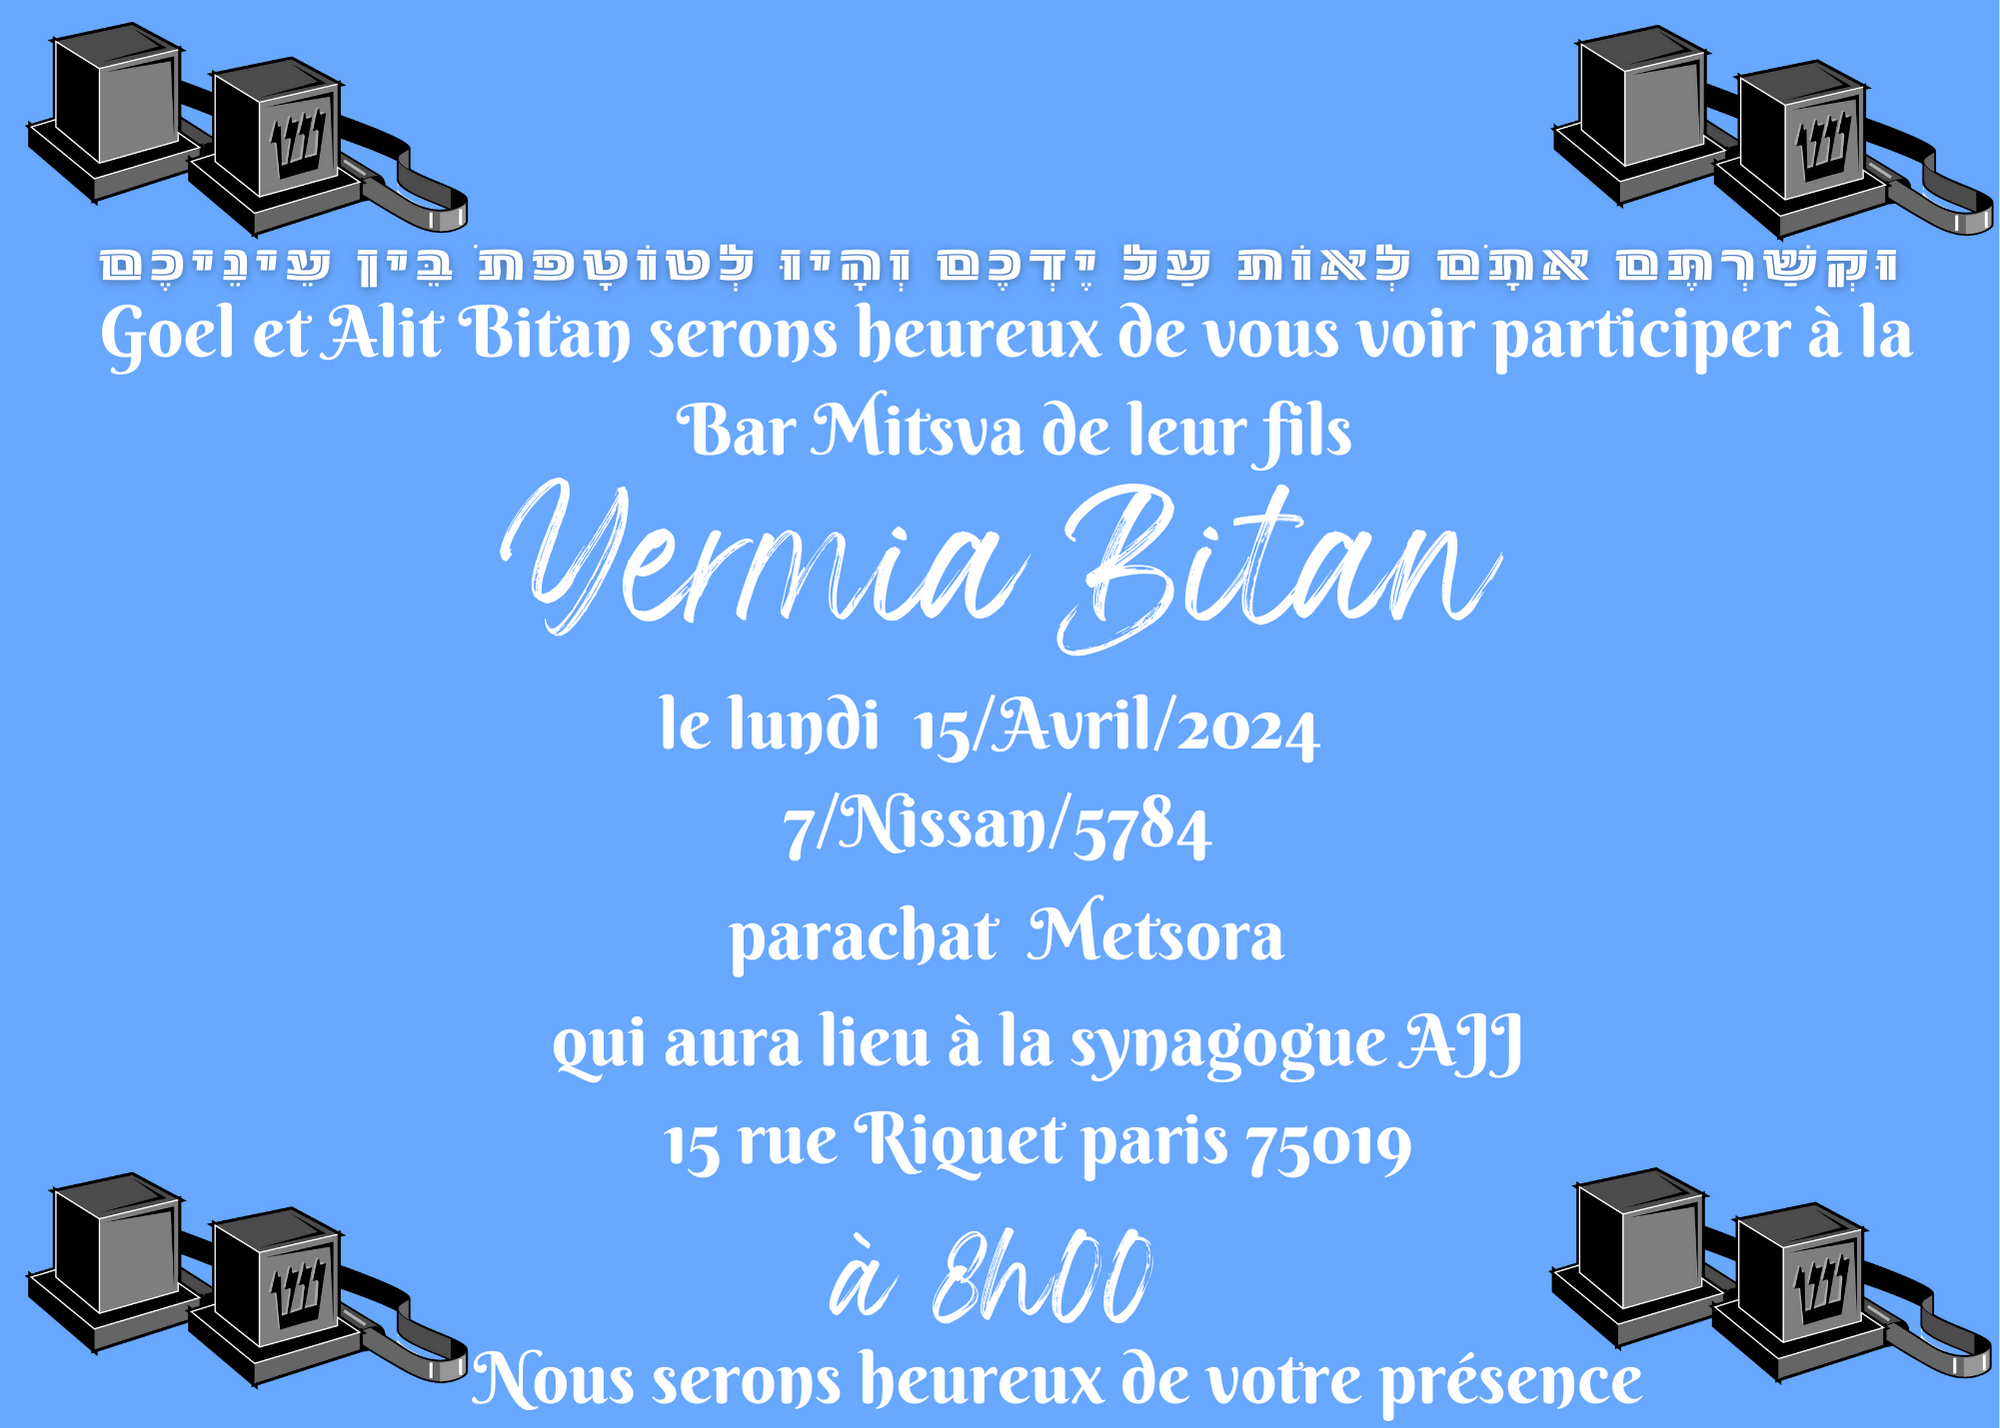 וּקְשַׁרְתֶּם אֹתָם לְאוֹת עַל יֶדְכֶם וְהָיוּ לְטוֹטָפֹת בֵּין עֵינֵיכֶם
Goel et Alit Bitan serons heureux de vous voir participer à la
Bar Mitsva de leur fils
Yermia Bitan
le lundi 15/Avril/2024
7/Nissan/5784
parachat Metsora
qui aura lieu à la synagogue AJJ
15 rue Riquet paris 75019
à 8h00
Nous serons heureux de votre présence